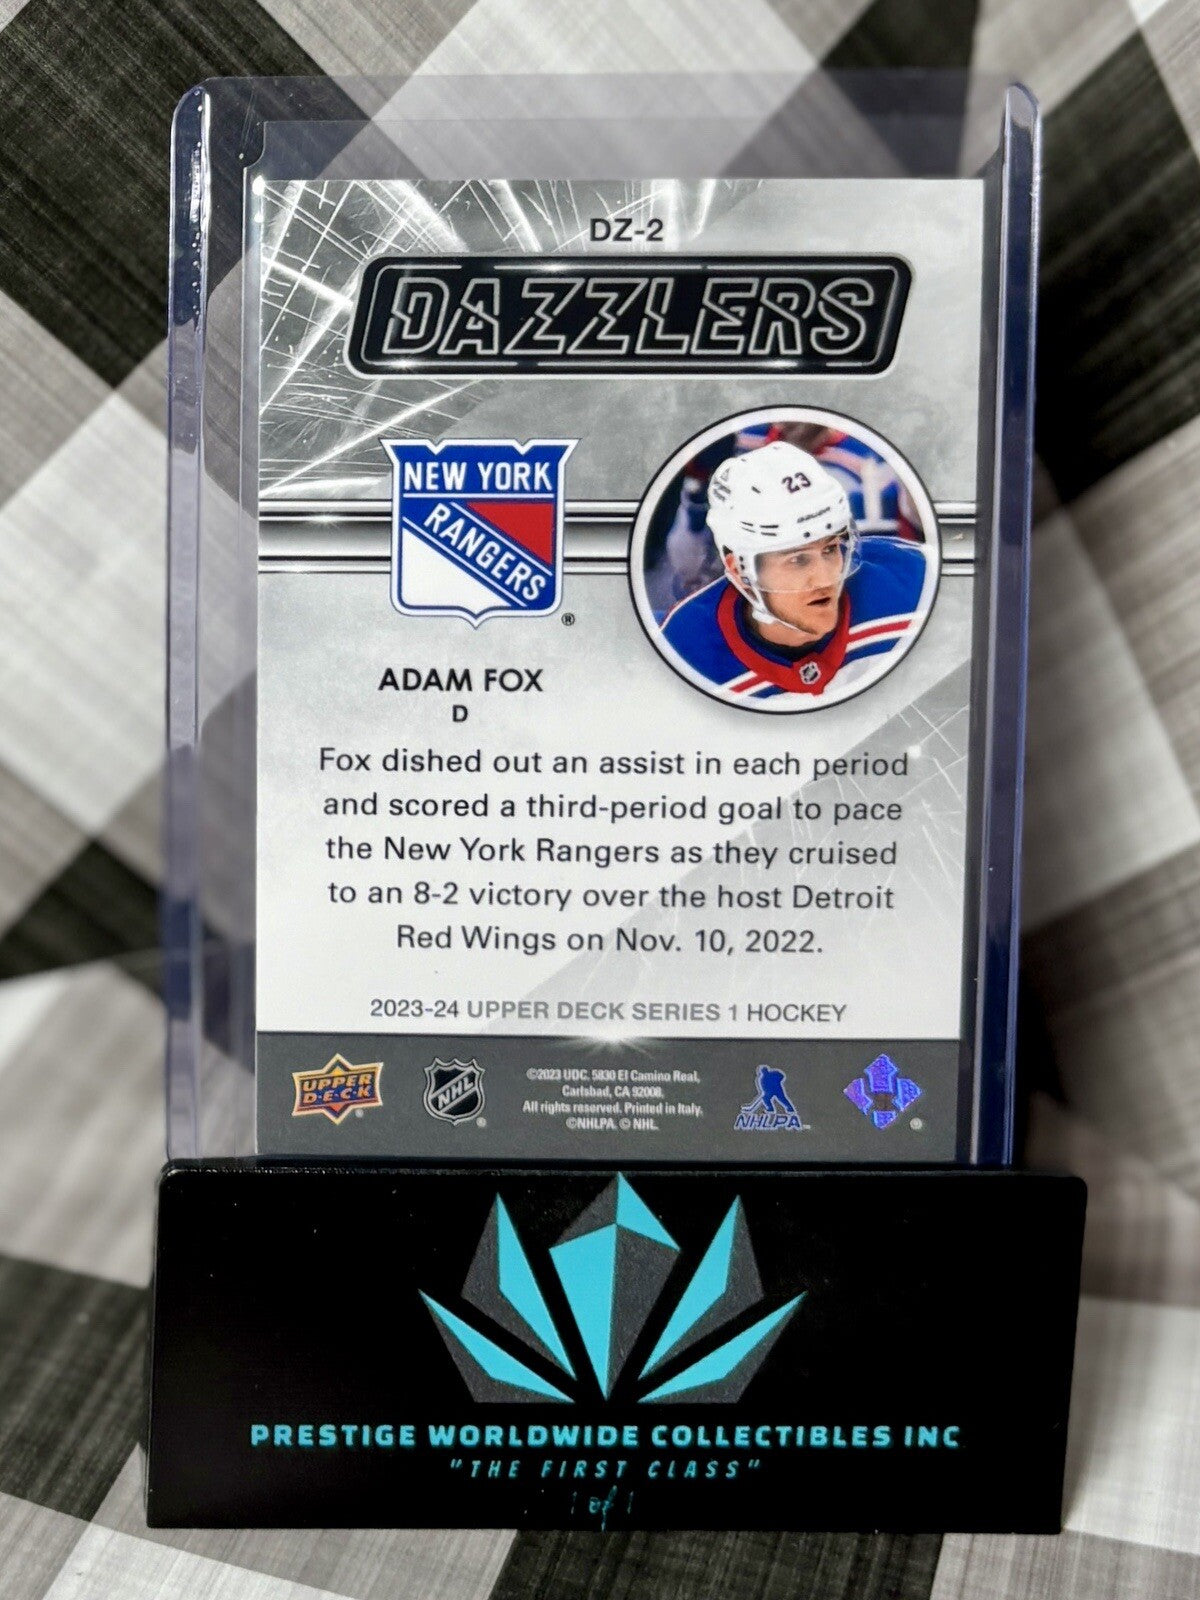 DZ-2
DAZZLERS
NEW YORK
RANGERS
®
23
ADAM FOX
D
Fox dished out an assist in each period
and scored a third-period goal to pace
the New York Rangers as they cruised
to an 8-2 victory over the host Detroit
Red Wings on Nov. 10, 2022.
2023-24 UPPER DECK SERIES 1 HOCKEY
UPPER
D·E·C·K
NHL
©2023 UDC. 5830 El Camino Real,
Carlsbad, CA 92008.
All rights reserved. Printed in Italy.
©NHLPA. © NHL.
NHLPA
PRESTIGE WORLDWIDE COLLECTIBLES INC
"THE FIRST CLASS"
1 of 1